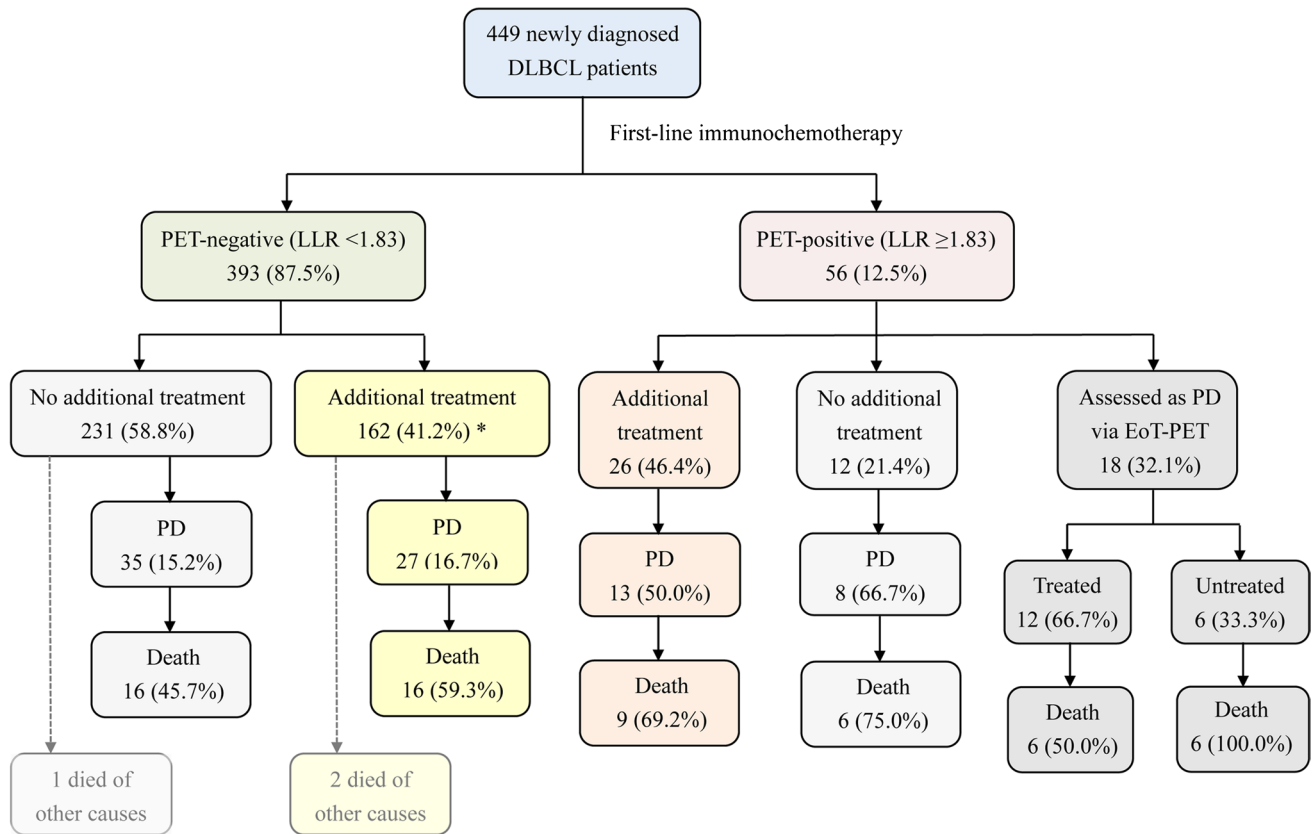 449 newly diagnosed
DLBCL patients
First-line immunochemotherapy
PET-negative (LLR <1.83)
393 (87.5%)
PET-positive (LLR ≥1.83)
56 (12.5%)
No additional treatment
231 (58.8%)
Additional treatment
162 (41.2%) *
Additional
treatment
26 (46.4%)
No additional
treatment
12 (21.4%)
Assessed as PD
via EoT-PET
18 (32.1%)
PD
35 (15.2%)
PD
27 (16.7%)
PD
13 (50.0%)
PD
8 (66.7%)
Treated
12 (66.7%)
Untreated
6 (33.3%)
Death
16 (45.7%)
Death
16 (59.3%)
Death
9 (69.2%)
Death
6 (75.0%)
Death
6 (50.0%)
Death
6 (100.0%)
1 died of
other causes
2 died of
other causes